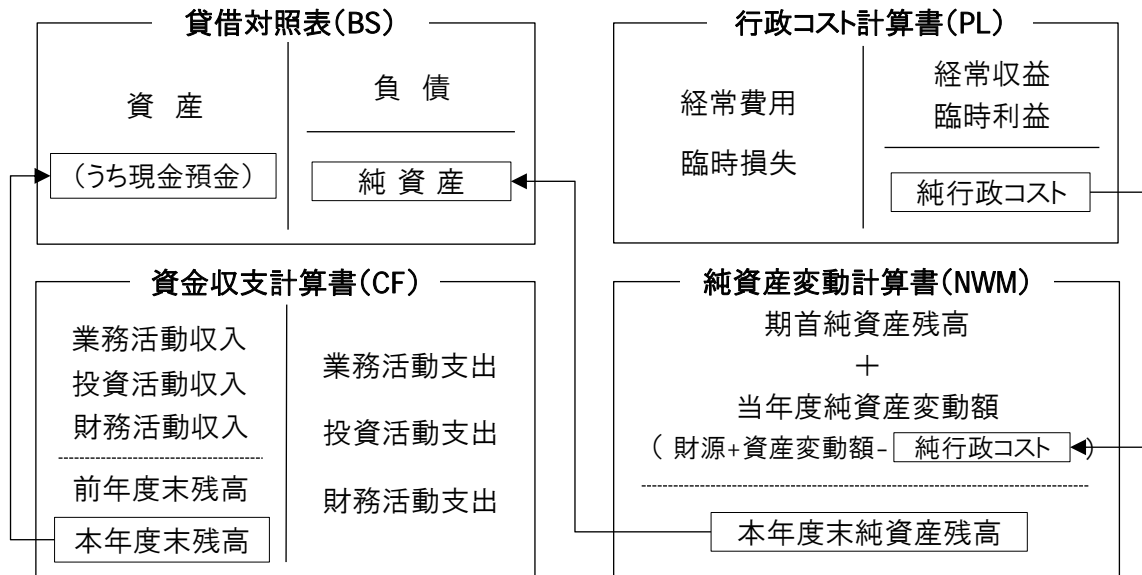 貸借対照表(BS)
資 産
(うち現金預金)
負 債
純 資 産
行政コスト計算書(PL)
経常費用
臨時損失
経常収益
臨時利益
純行政コスト
資金収支計算書(CF)
業務活動収入
投資活動収入
財務活動収入
前年度末残高
本年度末残高
業務活動支出
投資活動支出
財務活動支出
純資産変動計算書(NWM)
期首純資産残高
+
当年度純資産変動額
( 財源+資産変動額- 純行政コスト )
本年度末純資産残高